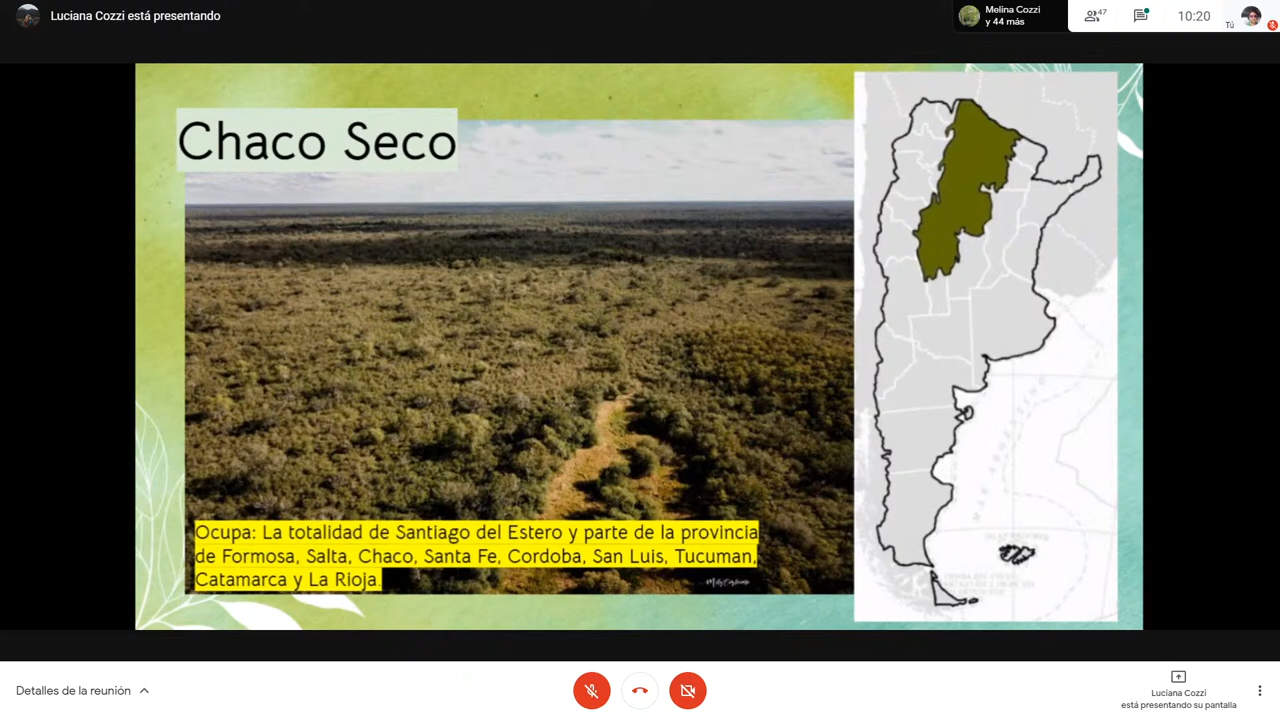 Luciana Cozzi está presentando
Melina Cozzi
y 44 más
47
10:20
Tú
Chaco Seco
Ocupa: La totalidad de Santiago del Estero y parte de la provincia
de Formosa, Salta, Chaco, Santa Fe, Cordoba, San Luis, Tucuman,
Catamarca y La Rioja.
MAR ARGENTINO
Detalles de la reunión
Luciana Cozzi
está presentando su pantalla